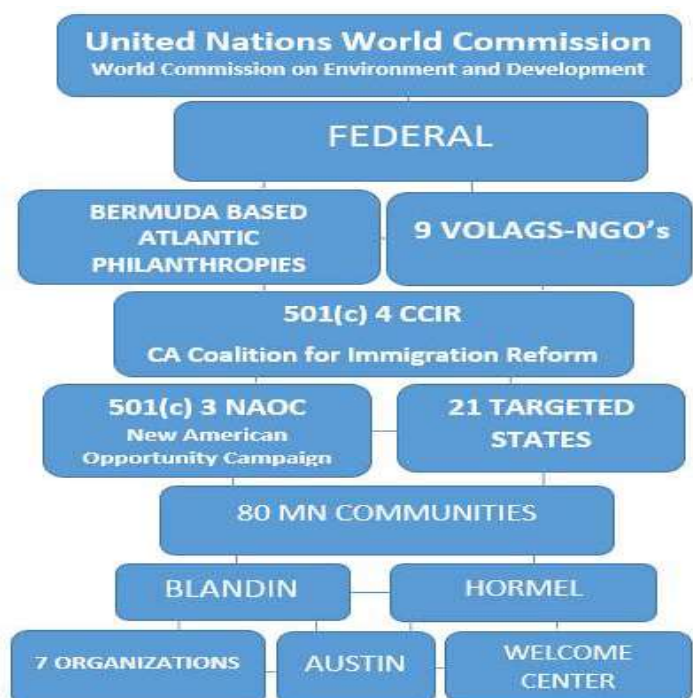 United Nations World Commission
World Commission on Environment and Development
FEDERAL
BERMUDA BASED
ATLANTIC
PHILANTHROPIES
9 VOLAGS-NGO's
501(c) 4 CCIR
CA Coalition for Immigration Reform
501(c) 3 NAOC
New American
Opportunity Campaign
21 TARGETED
STATES
80 MN COMMUNITIES
BLANDIN
HORMEL
7 ORGANIZATIONS
AUSTIN
WELCOME
CENTER